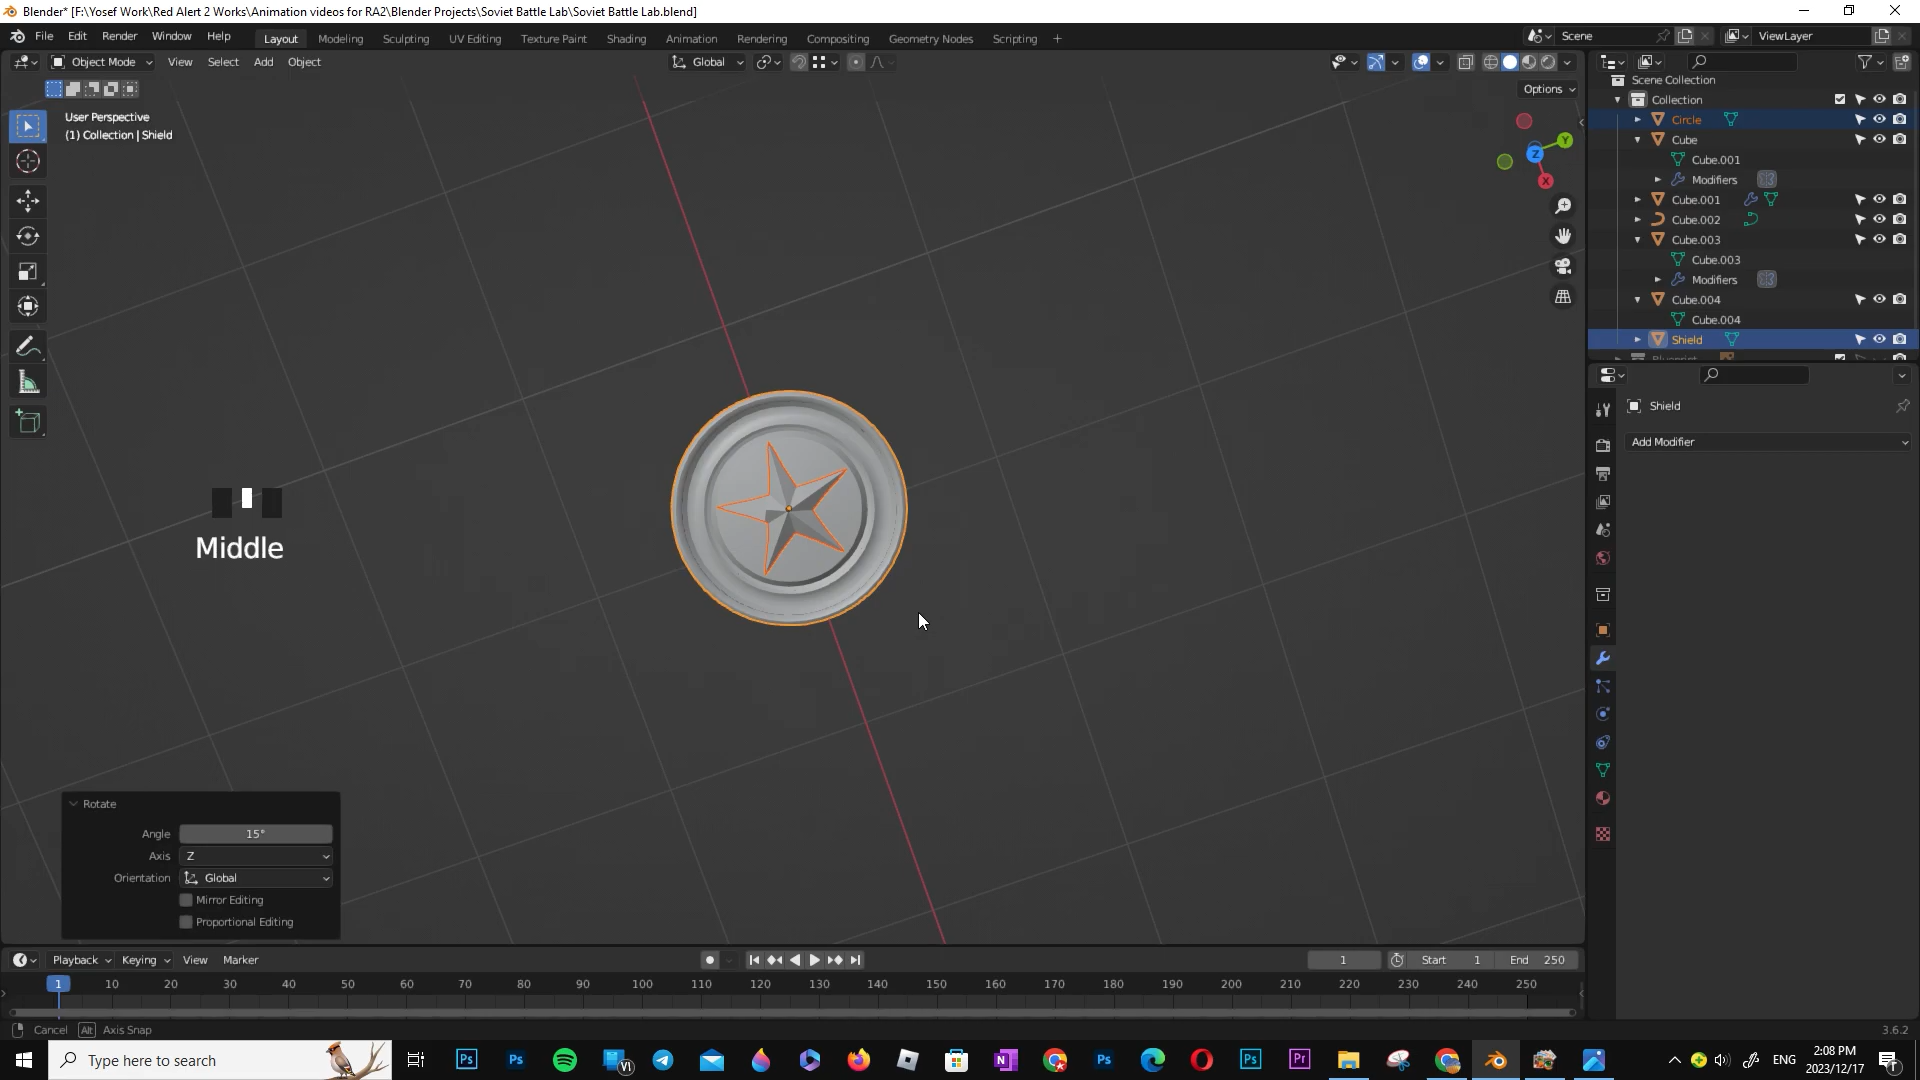 Blender* [F:\Yosef Work\Red Alert 2 Works\Animation videos for RA2\Blender Projects\Soviet Battle Lab\Soviet Battle Lab.blend]
File Edit Render Window Help Layout Modeling Sculpting UV Editing Texture Paint Shading Animation Rendering Compositing Geometry Nodes Scripting + Scene ViewLayer
Object Mode View Select Add Object Global
Options
User Perspective
(1) Collection | Shield
Scene Collection
Collection
Circle
Cube
Cube.001
Modifiers
Cube.001
Cube.002
Cube.003
Cube.003
Modifiers
Cube.004
Cube.004
Shield
Blueprint
Y
Z
X
Shield
Add Modifier
Middle
Rotate
Angle 15°
Axis Z
Orientation Global
Mirror Editing
Proportional Editing
Playback Keying View Marker 1 Start 1 End 250
1 10 20 30 40 50 60 70 80 90 100 110 120 130 140 150 160 170 180 190 200 210 220 230 240 250
Cancel Alt Axis Snap 3.6.2
Type here to search
ENG
2:08 PM
2023/12/17